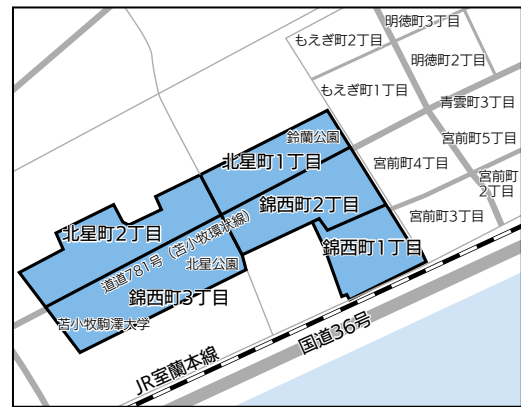 明徳町3丁目
もえぎ町2丁目
明徳町2丁目
もえぎ町1丁目
青雲町3丁目
鈴蘭公園
宮前町5丁目
北星町1丁目
宮前町4丁目
宮前町
2丁目
錦西町2丁目
宮前町3丁目
北星町2丁目
道道781号(苫小牧環状線)
錦西町1丁目
北星公園
錦西町3丁目
苫小牧駒澤大学
国道36号
JR室蘭本線